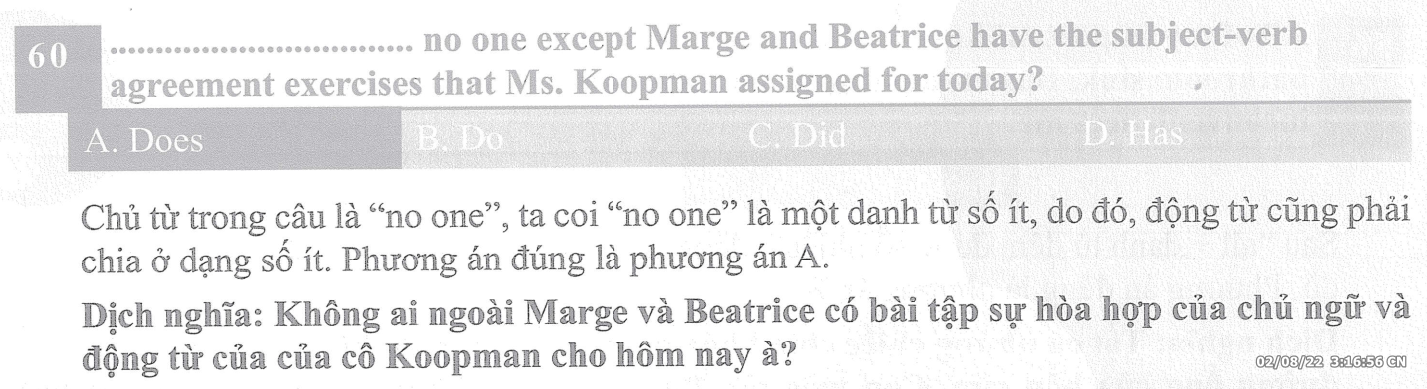 60
.................................. no one except Marge and Beatrice have the subject-verb
agreement exercises that Ms. Koopman assigned for today?
A. Does B. Do C. Did D. Has
Chủ từ trong câu là “no one”, ta coi “no one” là một danh từ số ít, do đó, động từ cũng phải
chia ở dạng số ít. Phương án đúng là phương án A.
Dịch nghĩa: Không ai ngoài Marge và Beatrice có bài tập sự hòa hợp của chủ ngữ và
động từ của của cô Koopman cho hôm nay à?
02/08/22 3:16:56 CN